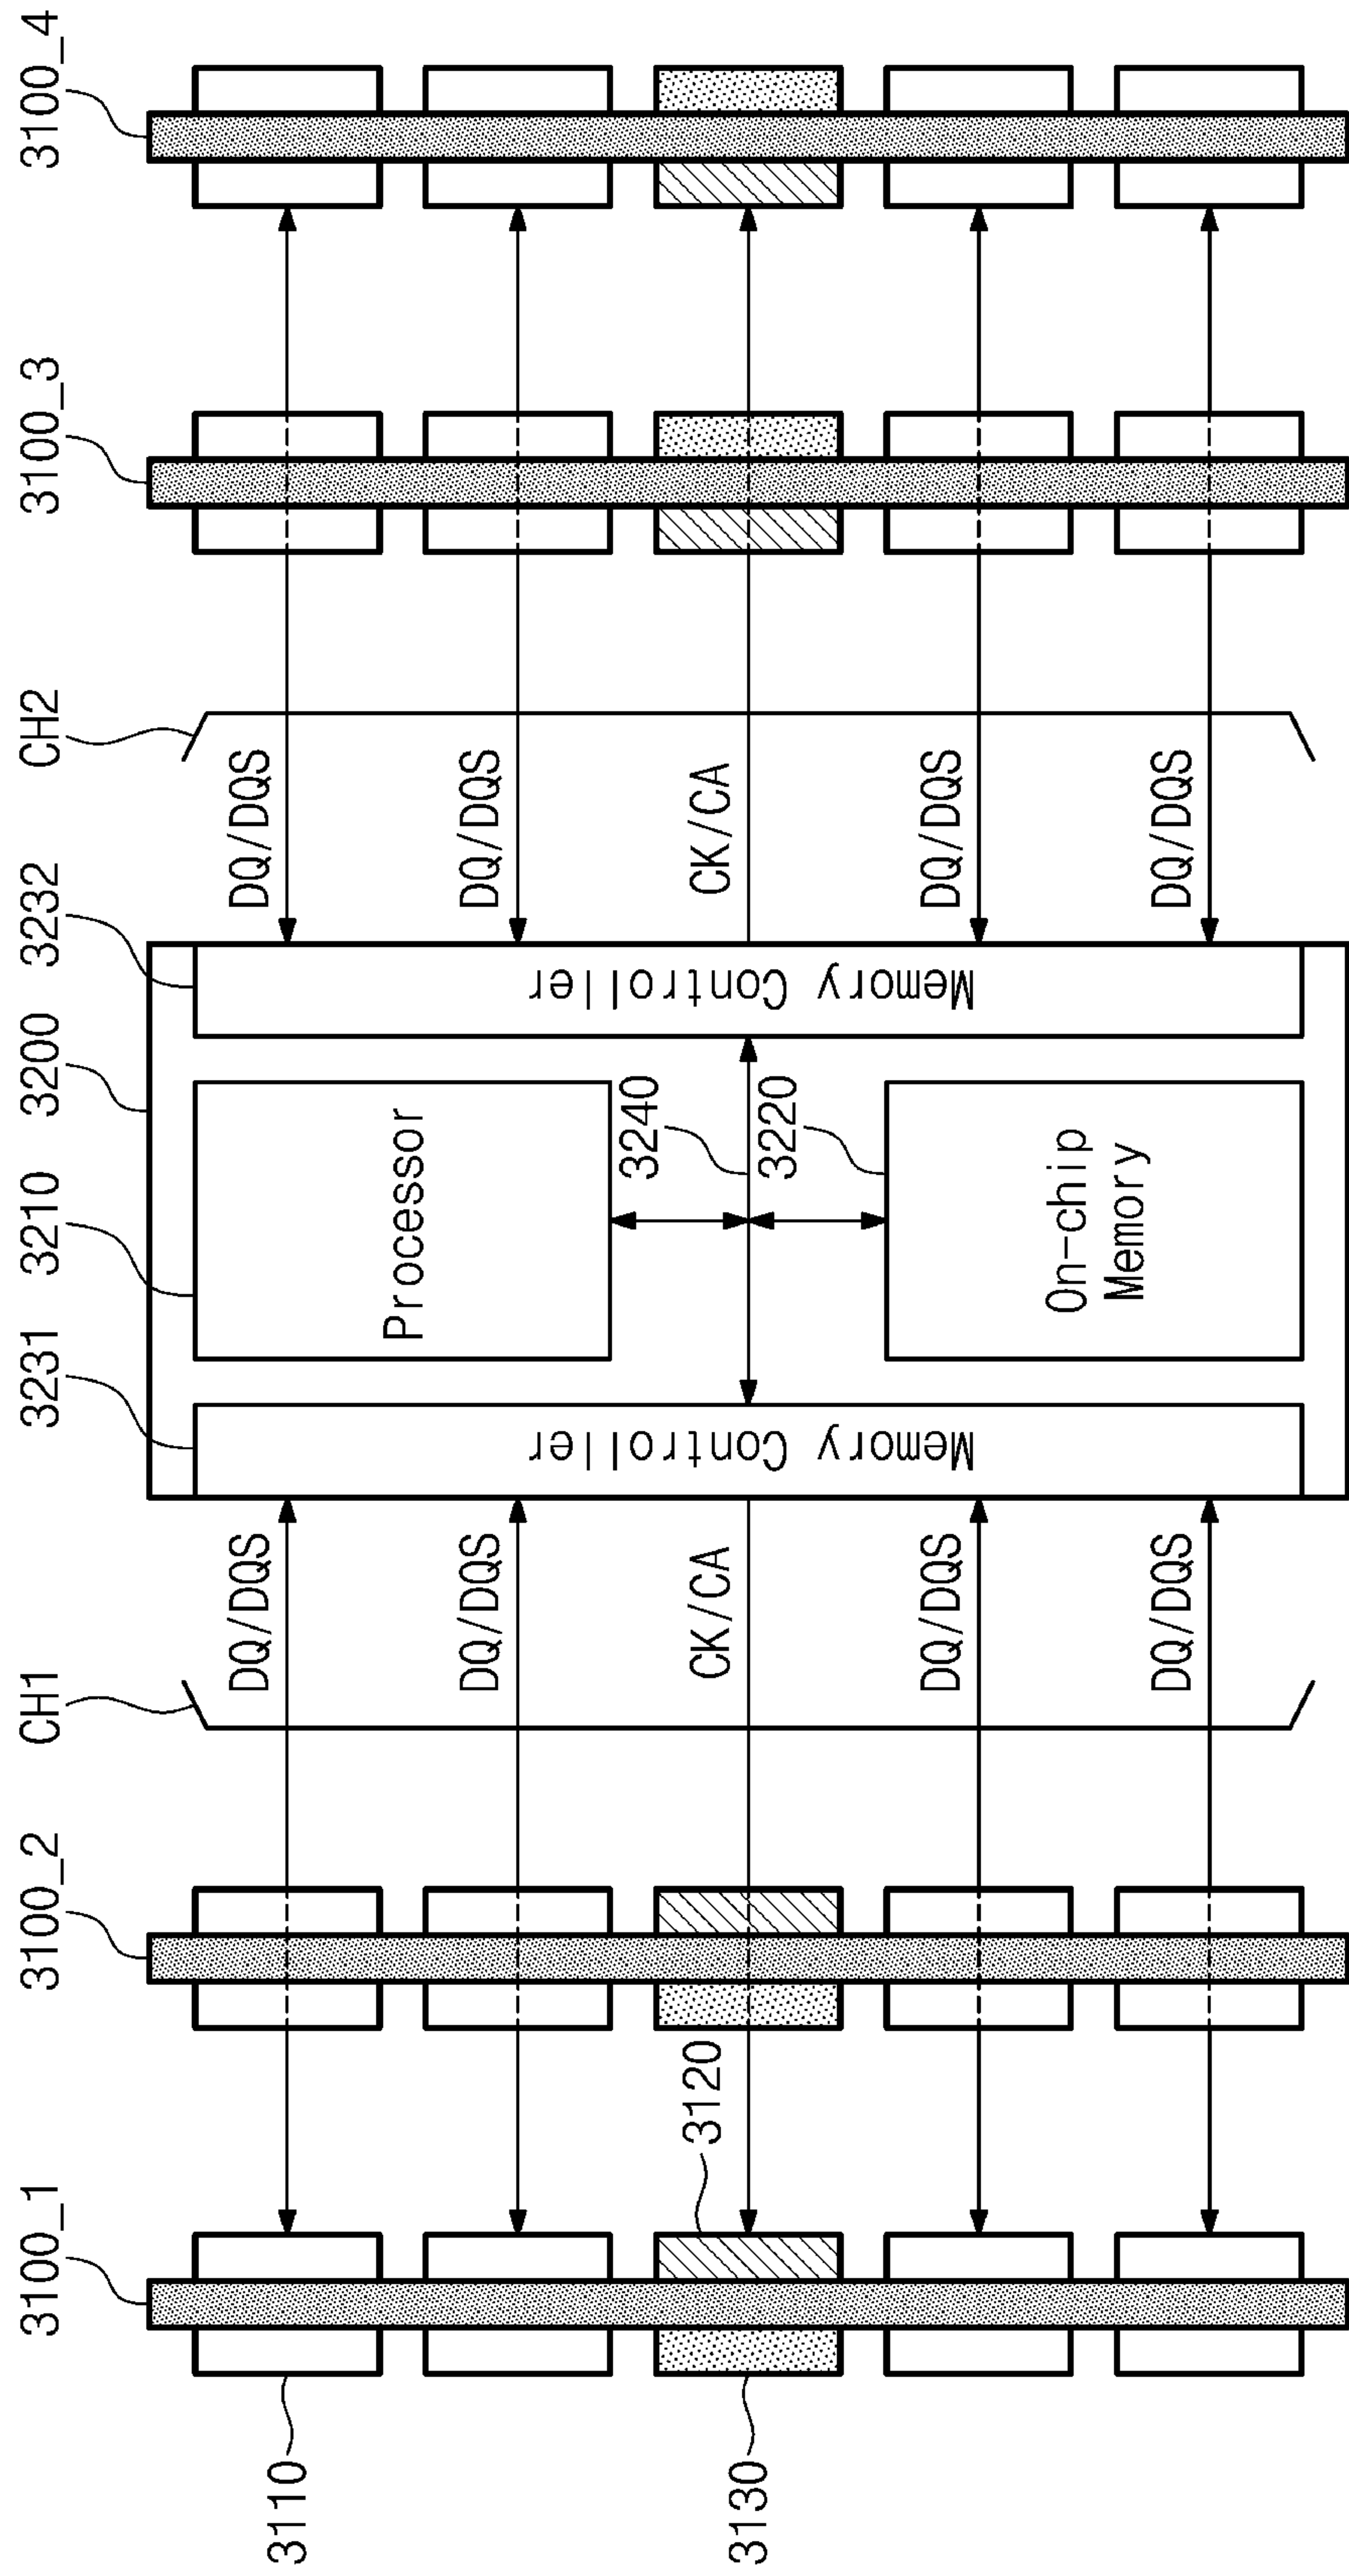 3100_1
3100_2
CH1
3231
3210
3200
3232
CH2
3100_3
3100_4
DQ/DQS
DQ/DQS
CK/CA
DQ/DQS
DQ/DQS
Memory Controller
Processor
3240
3220
On-chip
Memory
Memory Controller
DQ/DQS
DQ/DQS
CK/CA
DQ/DQS
DQ/DQS
3110
3120
3130